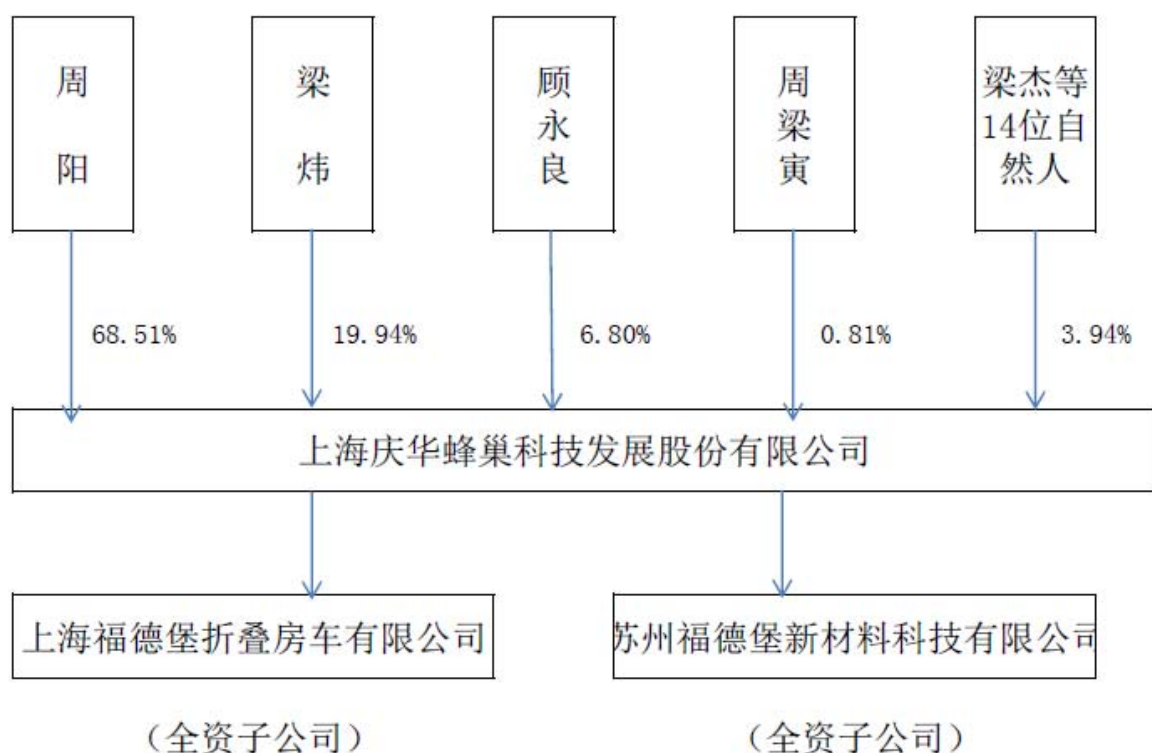 周阳
梁炜
顾永良
周梁寅
梁杰等
14位自
然人
68.51%
19.94%
6.80%
0.81%
3.94%
上海庆华蜂巢科技发展股份有限公司
上海福德堡折叠房车有限公司
苏州福德堡新材料科技有限公司
（全资子公司）
（全资子公司）